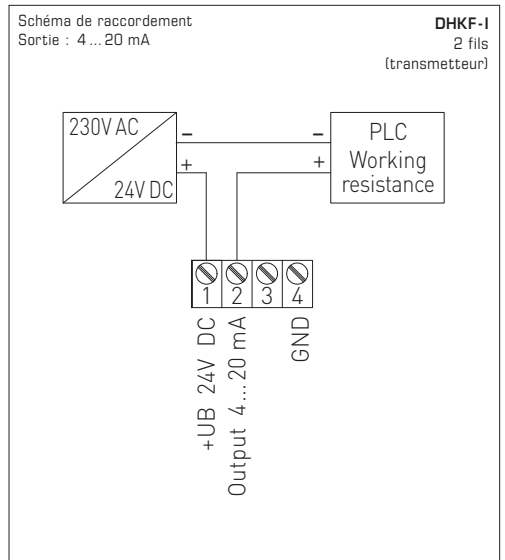 Schéma de raccordement
Sortie : 4 ... 20 mA
DHKF-I
2 fils
(transmetteur)
230V AC
24V DC
–
+
–
+
PLC
Working
resistance
1
2
3
4
+UB 24V DC
Output 4 ... 20 mA
GND